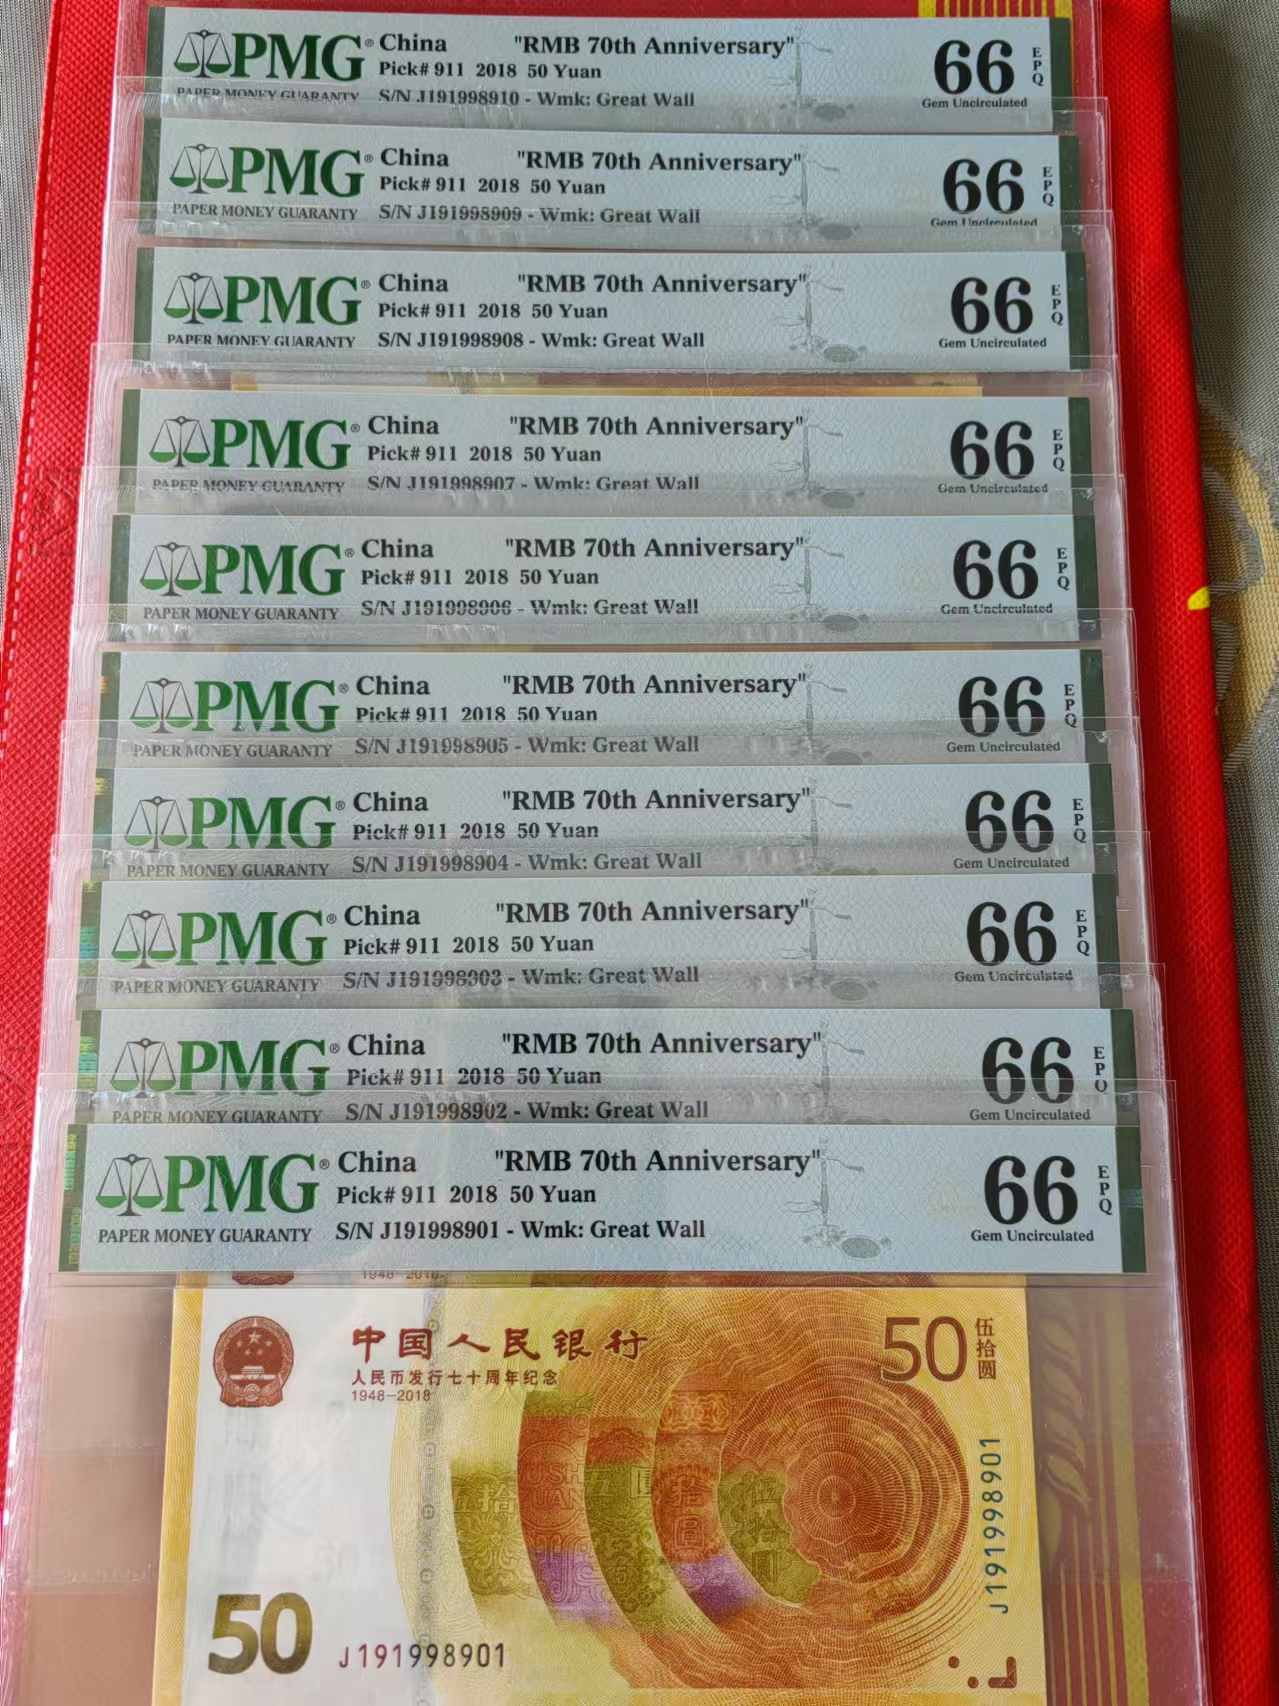 PMG® China "RMB 70th Anniversary" 66 EPQ
Pick# 911 2018 50 Yuan
PAPER MONEY GUARANTY S/N J191998910 - Wmk: Great Wall Gem Uncirculated
PMG® China "RMB 70th Anniversary" 66 EPQ
Pick# 911 2018 50 Yuan
PAPER MONEY GUARANTY S/N J191998909 - Wmk: Great Wall Gem Uncirculated
PMG® China "RMB 70th Anniversary" 66 EPQ
Pick# 911 2018 50 Yuan
PAPER MONEY GUARANTY S/N J191998908 - Wmk: Great Wall Gem Uncirculated
PMG® China "RMB 70th Anniversary" 66 EPQ
Pick# 911 2018 50 Yuan
PAPER MONEY GUARANTY S/N J191998907 - Wmk: Great Wall Gem Uncirculated
PMG® China "RMB 70th Anniversary" 66 EPQ
Pick# 911 2018 50 Yuan
PAPER MONEY GUARANTY S/N J191998906 - Wmk: Great Wall Gem Uncirculated
PMG® China "RMB 70th Anniversary" 66 EPQ
Pick# 911 2018 50 Yuan
PAPER MONEY GUARANTY S/N J191998905 - Wmk: Great Wall Gem Uncirculated
PMG® China "RMB 70th Anniversary" 66 EPQ
Pick# 911 2018 50 Yuan
PAPER MONEY GUARANTY S/N J191998904 - Wmk: Great Wall Gem Uncirculated
PMG® China "RMB 70th Anniversary" 66 EPQ
Pick# 911 2018 50 Yuan
PAPER MONEY GUARANTY S/N J191998903 - Wmk: Great Wall Gem Uncirculated
PMG® China "RMB 70th Anniversary" 66 EPQ
Pick# 911 2018 50 Yuan
PAPER MONEY GUARANTY S/N J191998902 - Wmk: Great Wall Gem Uncirculated
PMG® China "RMB 70th Anniversary" 66 EPQ
Pick# 911 2018 50 Yuan
PAPER MONEY GUARANTY S/N J191998901 - Wmk: Great Wall Gem Uncirculated
1948-2018
中国人民银行 50 伍拾圆
人民币发行七十周年纪念
1948-2018
J191998901
50 J191998901